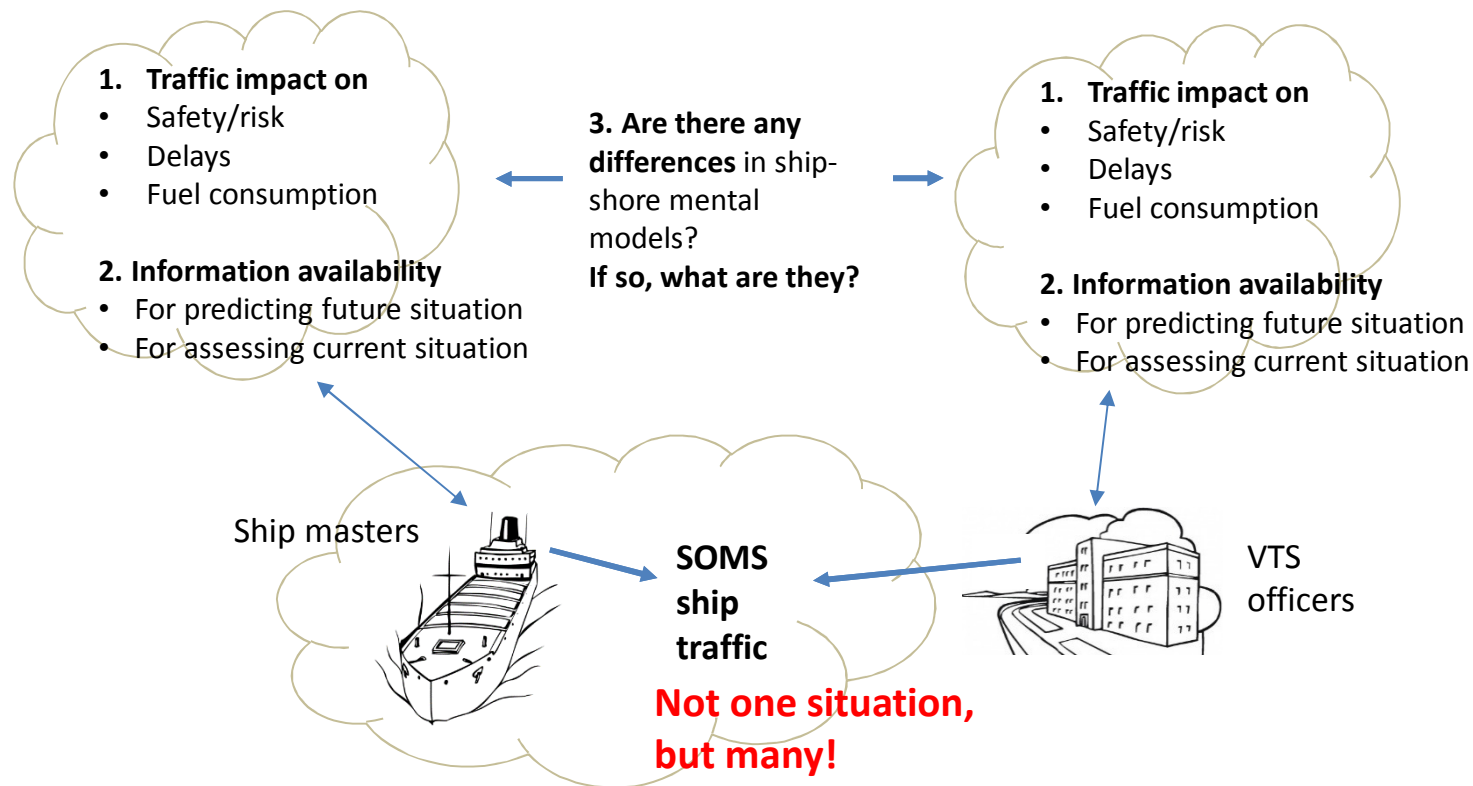 1. Traffic impact on
• Safety/risk
• Delays
• Fuel consumption
2. Information availability
• For predicting future situation
• For assessing current situation
3. Are there any
differences in ship-
shore mental
models?
If so, what are they?
1. Traffic impact on
• Safety/risk
• Delays
• Fuel consumption
2. Information availability
• For predicting future situation
• For assessing current situation
Ship masters
SOMS
ship
traffic
Not one situation,
but many!
VTS
officers